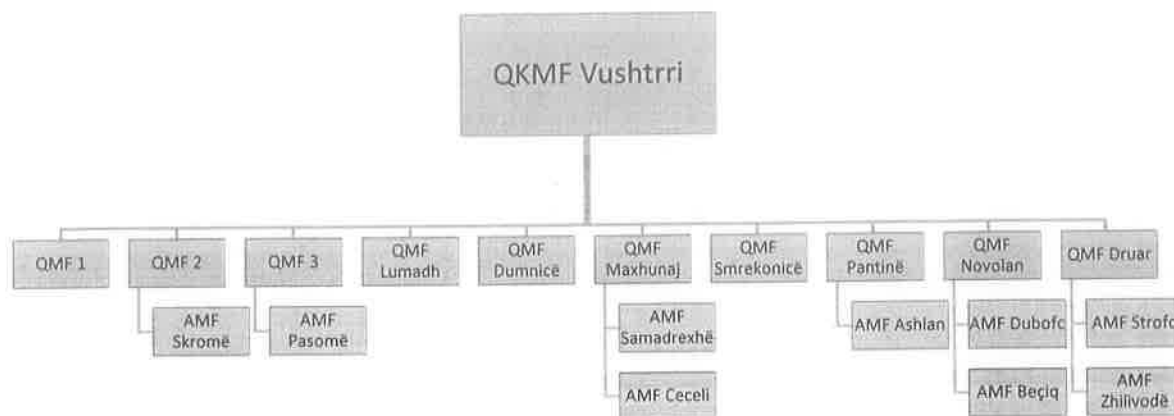 QKMF Vushtrri
QMF 1
QMF 2
QMF 3
QMF
Lumadh
QMF
Dumnicë
QMF
Maxhunaj
QMF
Smrekonicë
QMF
Pantinë
QMF
Novolan
QMF Druar
AMF
Skromë
AMF
Pasomë
AMF
Samadrexhë
AMF Ceceli
AMF Ashlan
AMF Dubofc
AMF Beçiq
AMF Strofc
AMF
Zhilivodë